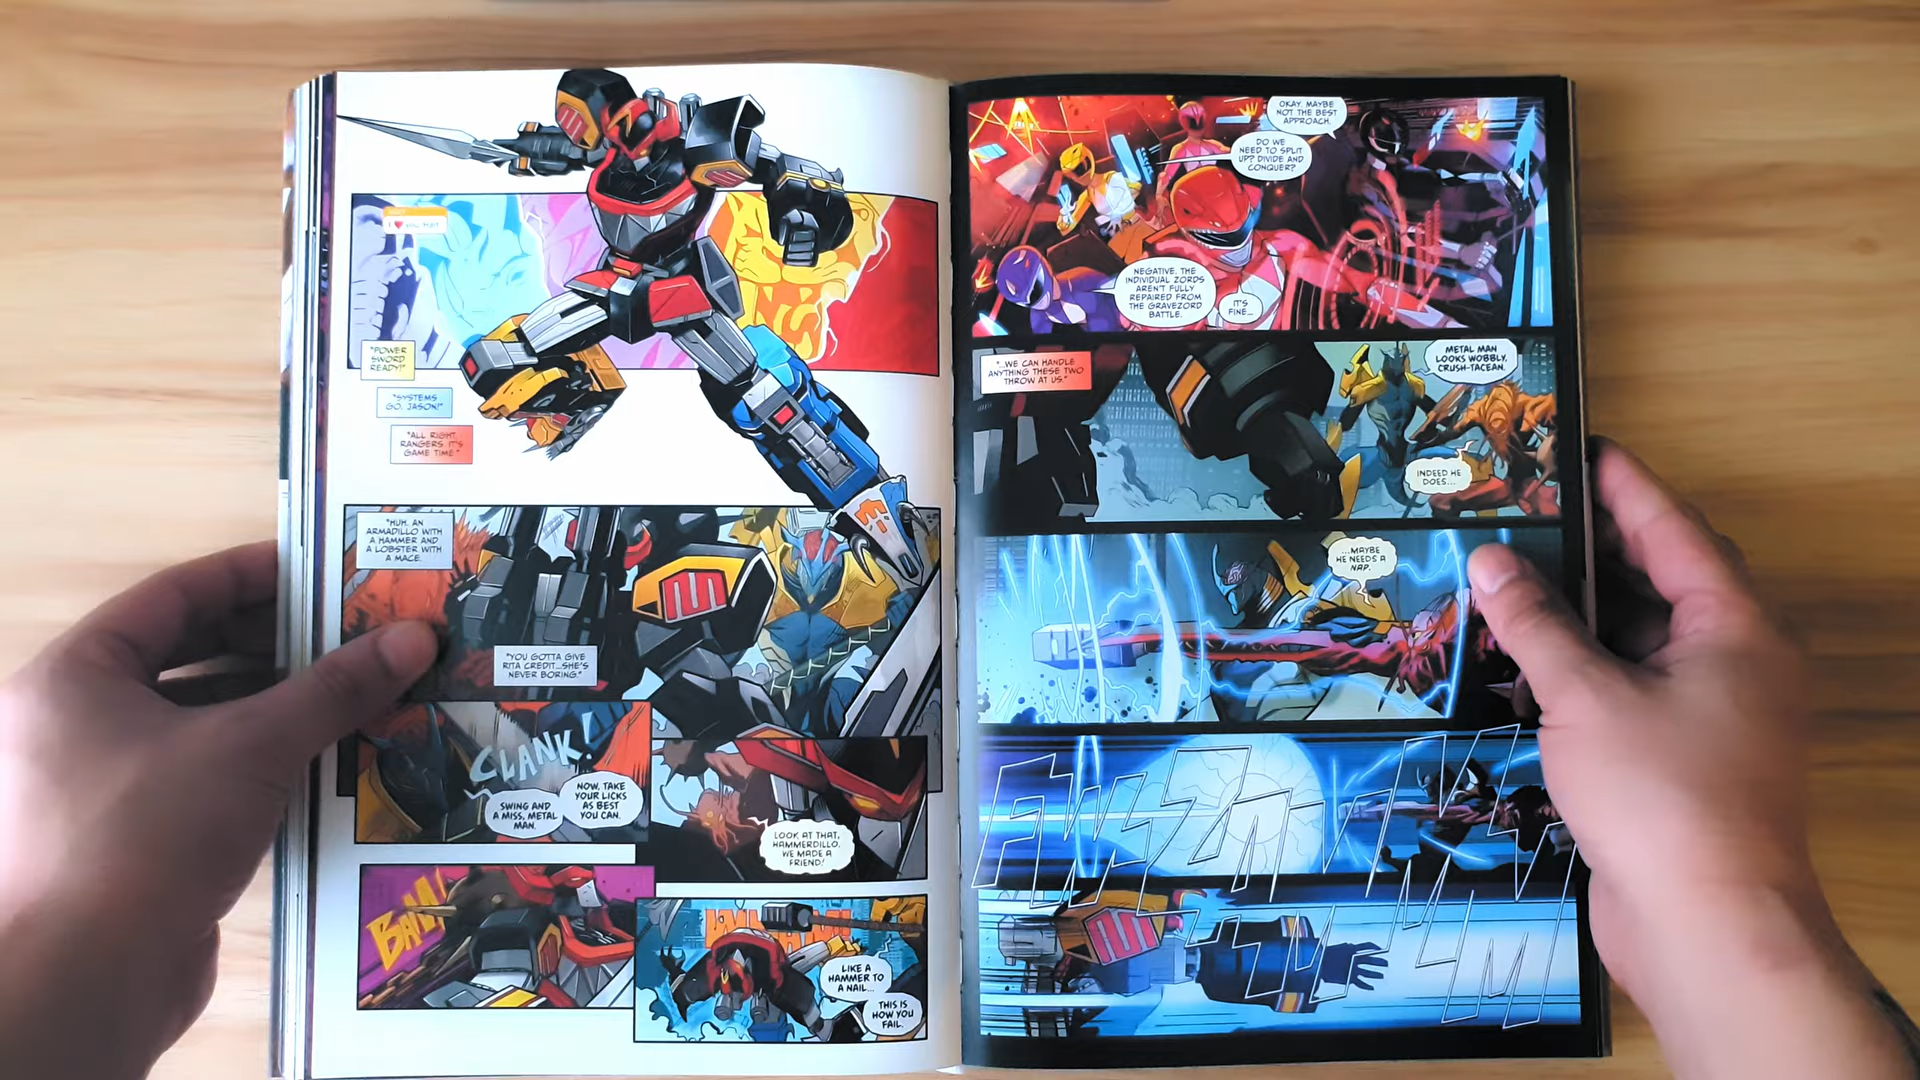 I ♥ you man
"POWER
SWORD
READY!"
"SYSTEMS
GO, JASON!"
"ALL RIGHT,
RANGERS, IT'S
GAME TIME."
"HUH. AN
ARMADILLO WITH
A HAMMER AND
A LOBSTER WITH
A MACE.
"YOU GOTTA GIVE
RITA CREDIT...SHE'S
NEVER BORING."
CLANK!
SWING AND
A MISS, METAL
MAN.
NOW, TAKE
YOUR LICKS
AS BEST
YOU CAN.
LOOK AT THAT,
HAMMERDILLO,
WE MADE A
FRIEND!
BAM!
LIKE A
HAMMER TO
A NAIL...
THIS IS
HOW YOU
FAIL.
OKAY. MAYBE
NOT THE BEST
APPROACH.
DO WE
NEED TO SPLIT
UP? DIVIDE AND
CONQUER?
NEGATIVE. THE
INDIVIDUAL ZORDS
AREN'T FULLY
REPAIRED FROM
THE GRAVEZORD
BATTLE.
IT'S
FINE...
"...WE CAN HANDLE
ANYTHING THESE TWO
THROW AT US."
METAL MAN
LOOKS WOBBLY,
CRUSH-TACEAN.
INDEED HE
DOES...
...MAYBE
HE NEEDS A
NAP.